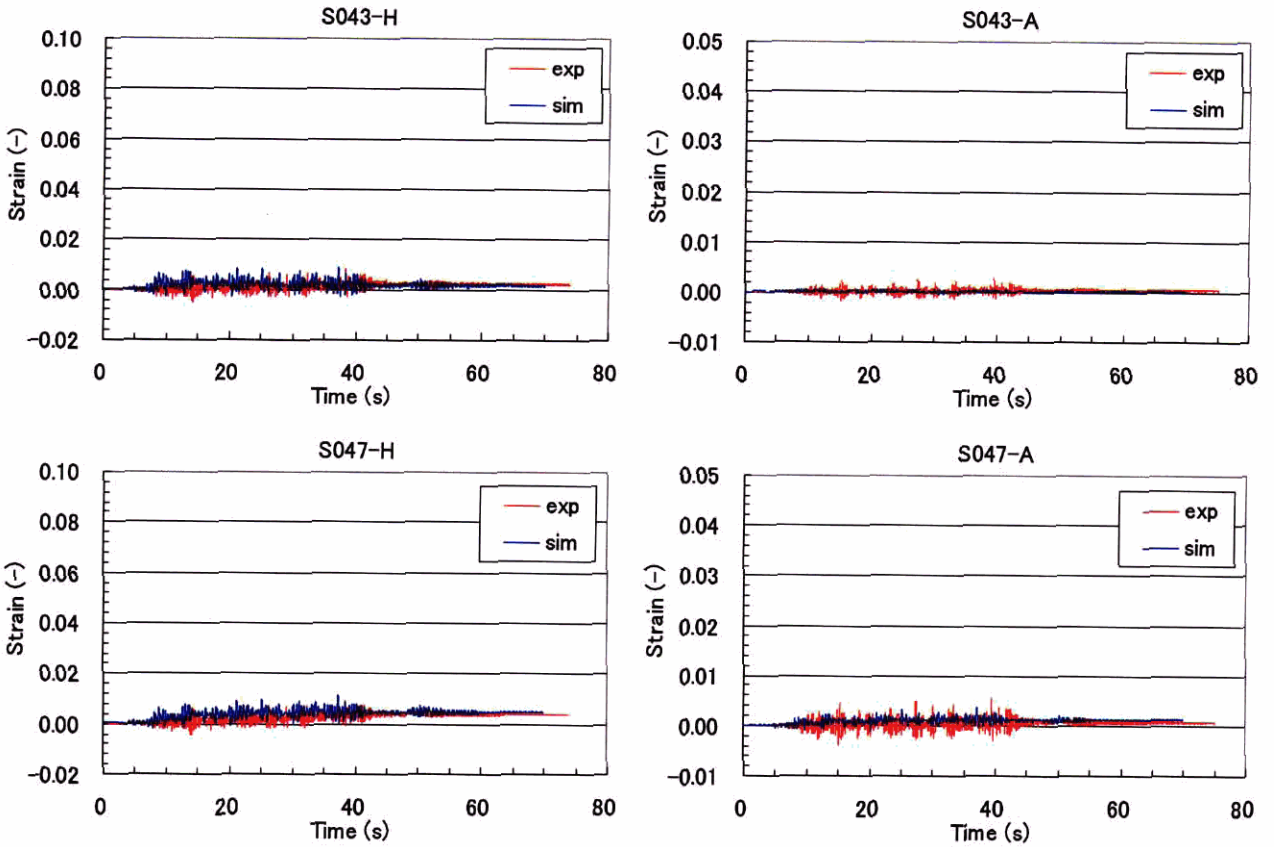 S043-H
0.10
0.08
0.06
0.04
0.02
0.00
-0.02
Strain (-)
exp
sim
0 20 40 60 80
Time (s)
S043-A
0.05
0.04
0.03
0.02
0.01
0.00
-0.01
Strain (-)
exp
sim
0 20 40 60 80
Time (s)
S047-H
0.10
0.08
0.06
0.04
0.02
0.00
-0.02
Strain (-)
exp
sim
0 20 40 60 80
Time (s)
S047-A
0.05
0.04
0.03
0.02
0.01
0.00
-0.01
Strain (-)
exp
sim
0 20 40 60 80
Time (s)